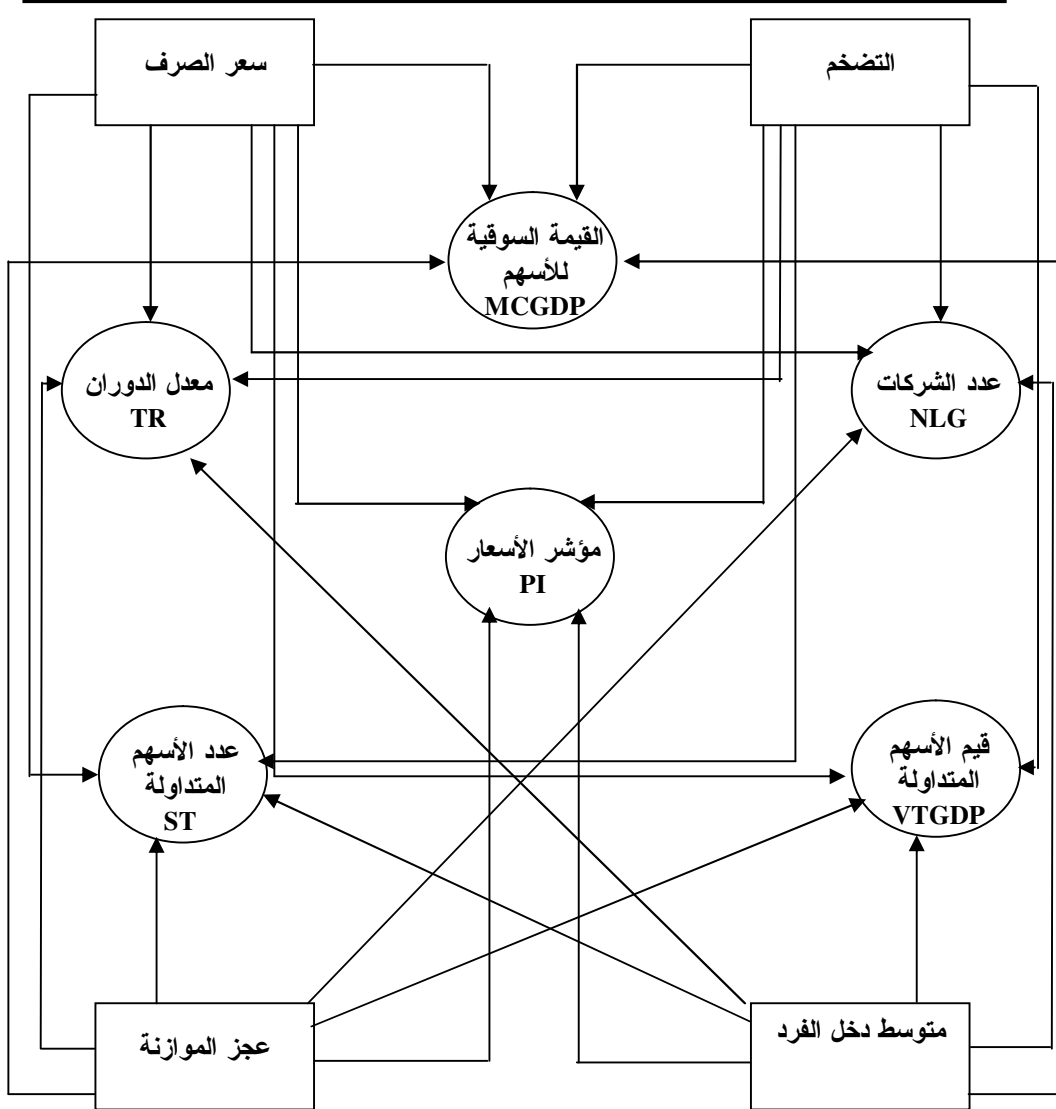 سعر الصرف
التضخم
القيمة السوقية
للأسهم
MCGDP
معدل الدوران
TR
عدد الشركات
NLG
مؤشر الأسعار
PI
عدد الأسهم
المتداولة
ST
قيم الأسهم
المتداولة
VTGDP
عجز الموازنة
متوسط دخل الفرد